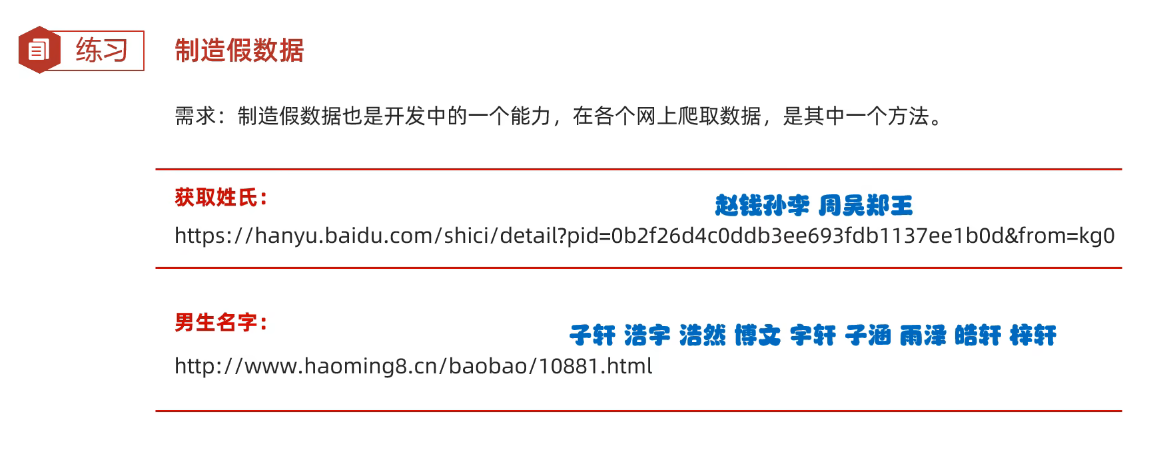 练习 制造假数据
需求：制造假数据也是开发中的一个能力，在各个网上爬取数据，是其中一个方法。
获取姓氏：
赵钱孙李 周吴郑王
https://hanyu.baidu.com/shici/detail?pid=0b2f26d4c0ddb3ee693fdb1137ee1b0d&from=kg0
男生名字：
子轩 浩宇 浩然 博文 宇轩 子涵 雨泽 皓轩 梓轩
http://www.haoming8.cn/baobao/10881.html